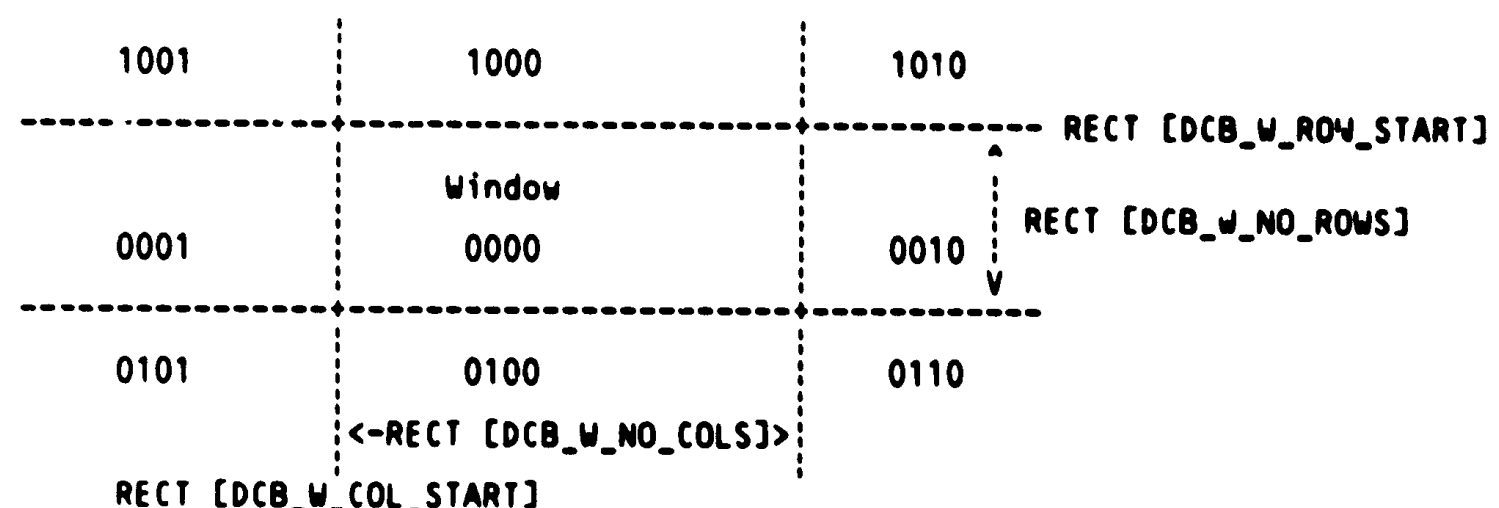 1001 1000 1010
RECT [DCB_W_ROW_START]
Window
RECT [DCB_W_NO_ROWS]
0001 0000 0010
0101 0100 0110
<-RECT [DCB_W_NO_COLS]>
RECT [DCB_W_COL_START]